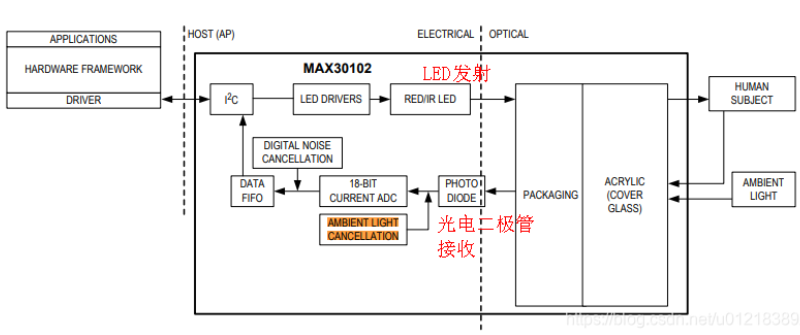 HOST (AP)
ELECTRICAL
OPTICAL
APPLICATIONS
HARDWARE FRAMEWORK
DRIVER
MAX30102
LED发射
I²C
LED DRIVERS
RED/IR LED
HUMAN
SUBJECT
DIGITAL NOISE
CANCELLATION
DATA
FIFO
18-BIT
CURRENT ADC
PHOTO
DIODE
PACKAGING
ACRYLIC
(COVER
GLASS)
AMBIENT
LIGHT
AMBIENT LIGHT
CANCELLATION
光电二极管
接收
https://blog.csdn.net/u01218389